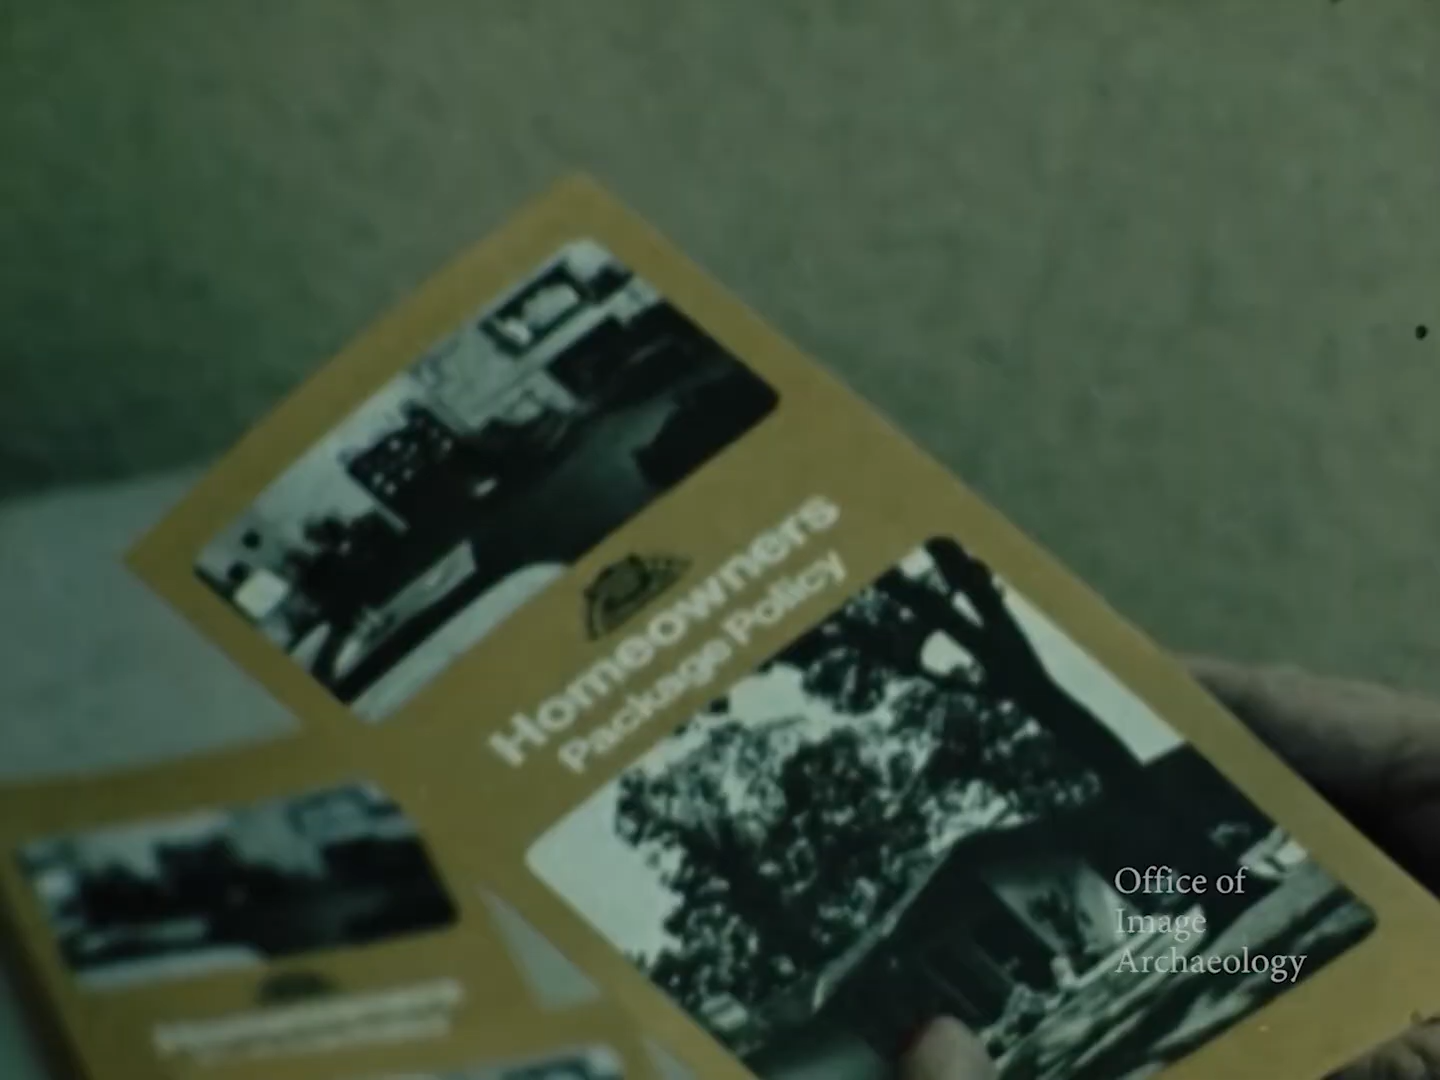 Homeowners
Package Policy
Office of
Image
Archaeology